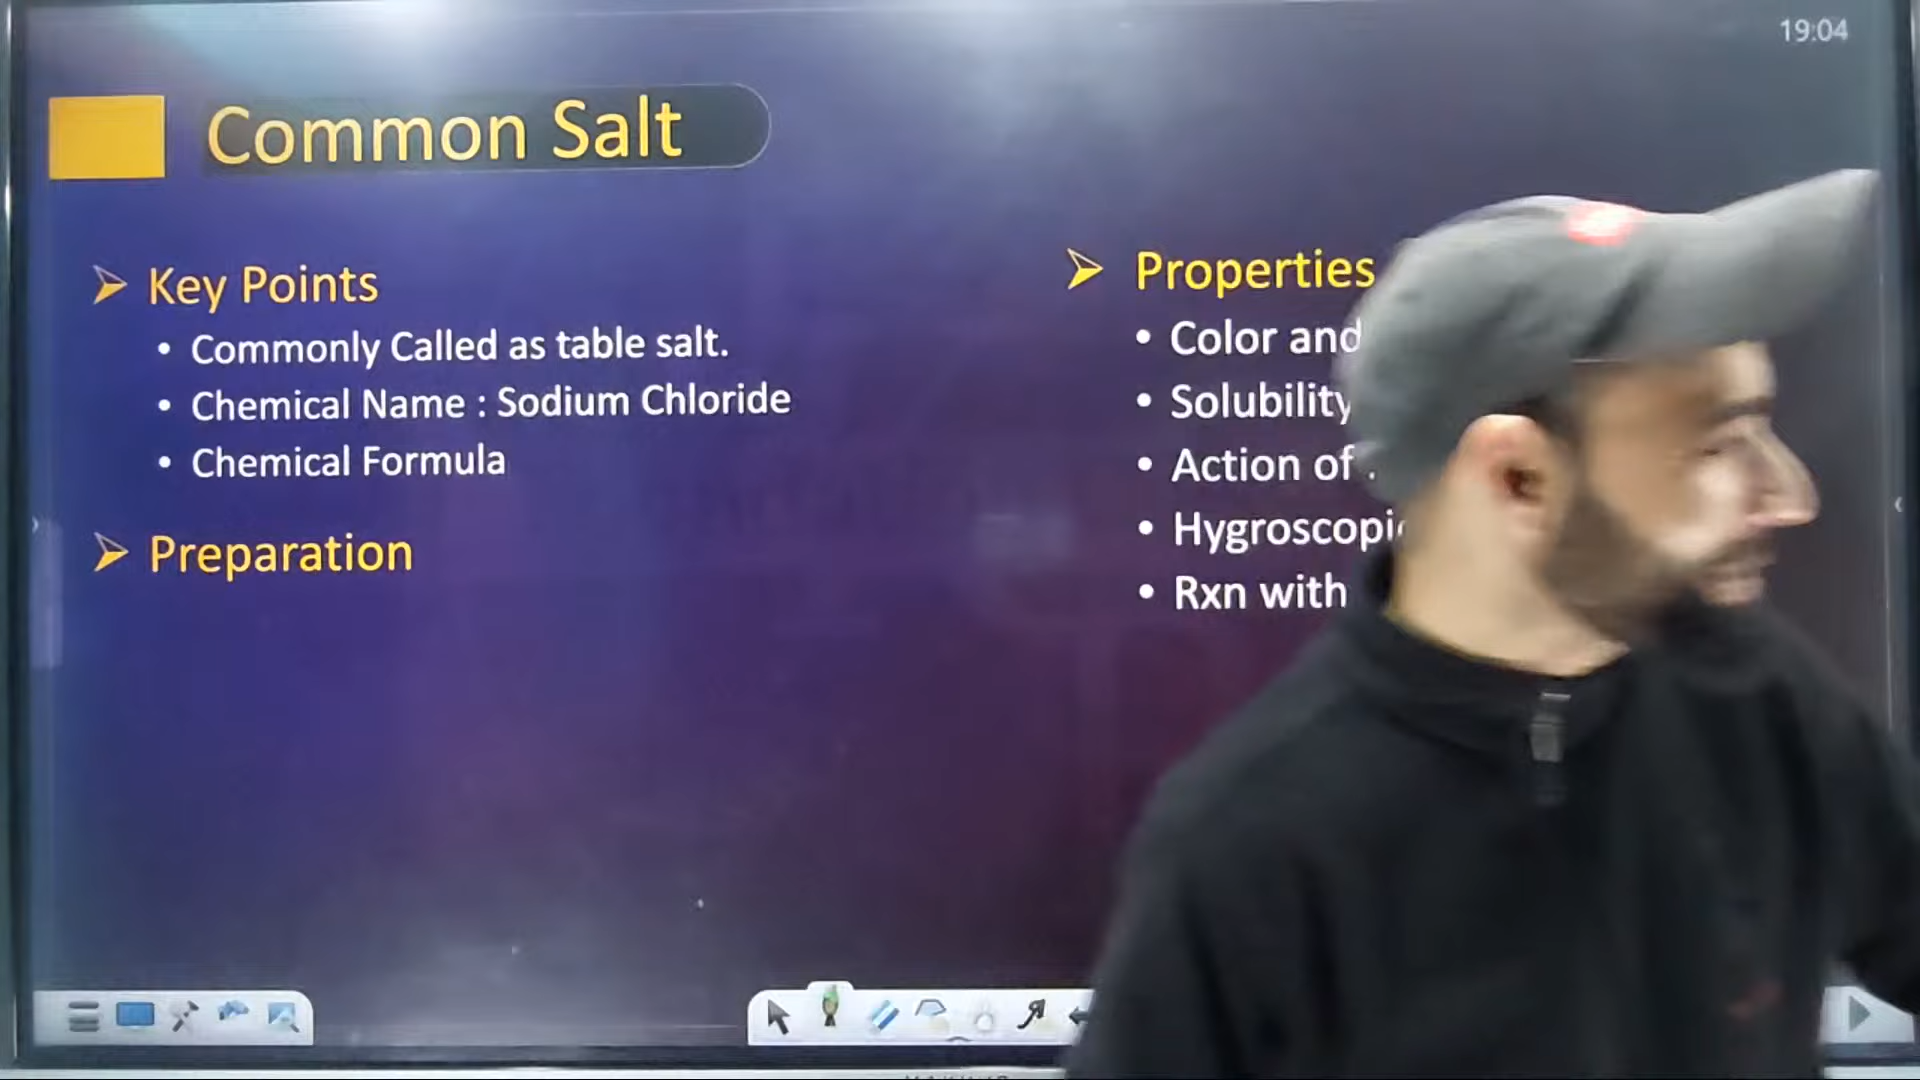 19:04
Common Salt
➤ Key Points
• Commonly Called as table salt.
• Chemical Name : Sodium Chloride
• Chemical Formula
➤ Preparation
➤ Properties
• Color and
• Solubility
• Action of
• Hygroscopic
• Rxn with